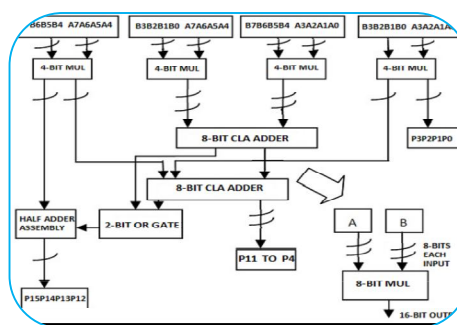 B6B5B4 A7A6A5A4 B3B2B1B0 A7A6A5A4 B7B6B5B4 A3A2A1A0 B3B2B1B0 A3A2A1A
4-BIT MUL 4-BIT MUL 4-BIT MUL 4-BIT MUL
8-BIT CLA ADDER
P3P2P1P0
8-BIT CLA ADDER
HALF ADDER
ASSEMBLY
2-BIT OR GATE
A B
8-BITS
EACH
INPUT
P11 TO P4
8-BIT MUL
P15P14P13P12
16-BIT OUTP